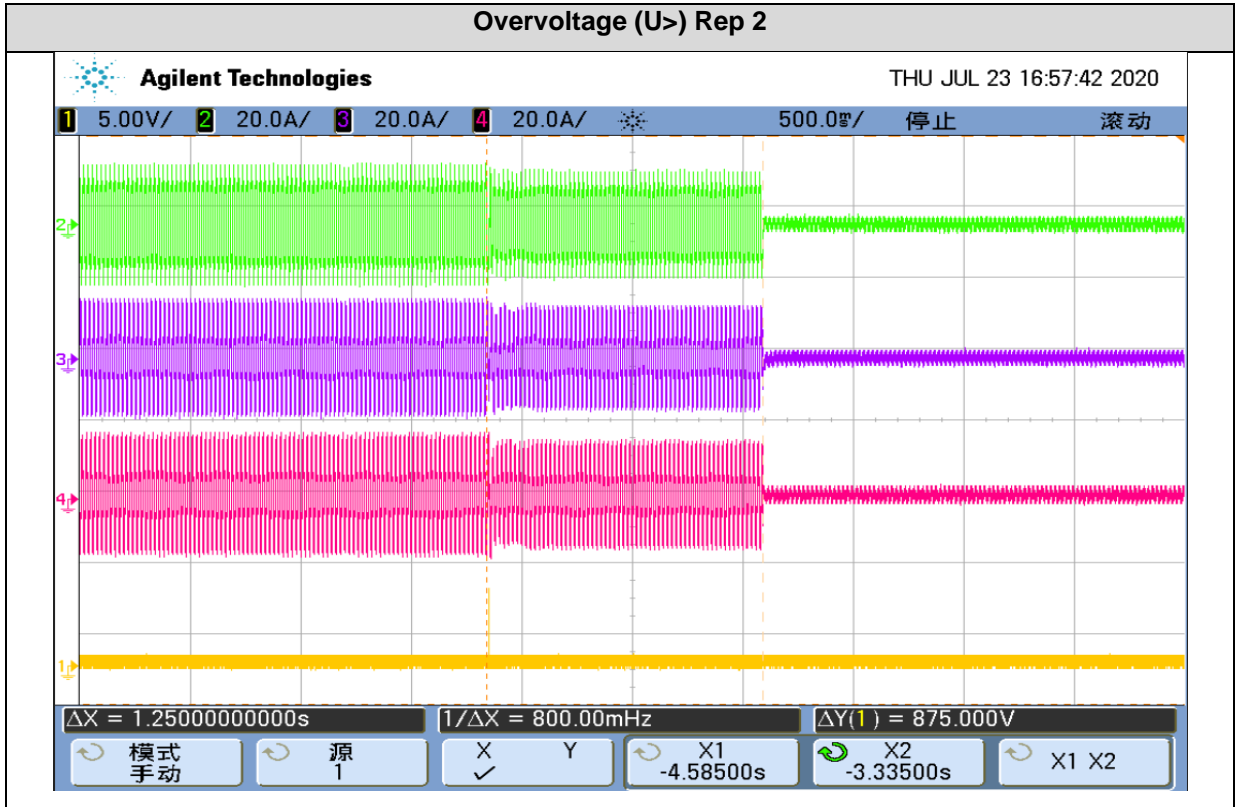 Overvoltage (U>) Rep 2
Agilent Technologies THU JUL 23 16:57:42 2020
1 5.00V/ 2 20.0A/ 3 20.0A/ 4 20.0A/ 500.0m/ 停止 滚动
2
3
4
1
ΔX = 1.25000000000s 1/ΔX = 800.00mHz ΔY(1) = 875.000V
模式 源 X Y X1 X2 X1 X2
手动 1 ✓ -4.58500s -3.33500s